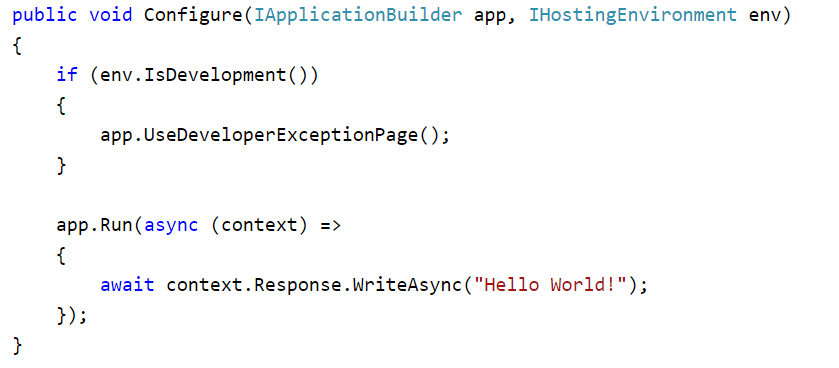 public void Configure(IApplicationBuilder app, IHostingEnvironment env)
{
    if (env.IsDevelopment())
    {
        app.UseDeveloperExceptionPage();
    }

    app.Run(async (context) =>
    {
        await context.Response.WriteAsync("Hello World!");
    });
}